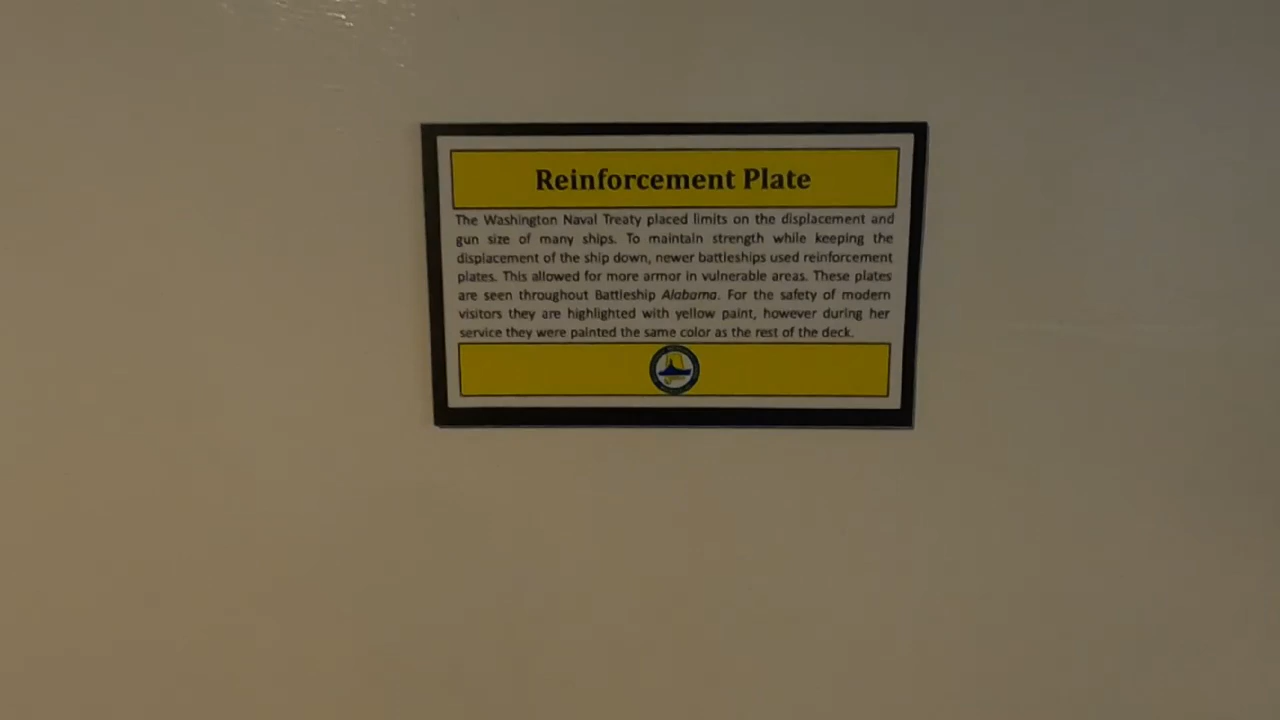 Reinforcement Plate
The Washington Naval Treaty placed limits on the displacement and
gun size of many ships. To maintain strength while keeping the
displacement of the ship down, newer battleships used reinforcement
plates. This allowed for more armor in vulnerable areas. These plates
are seen throughout Battleship Alabama. For the safety of modern
visitors they are highlighted with yellow paint, however during her
service they were painted the same color as the rest of the deck.